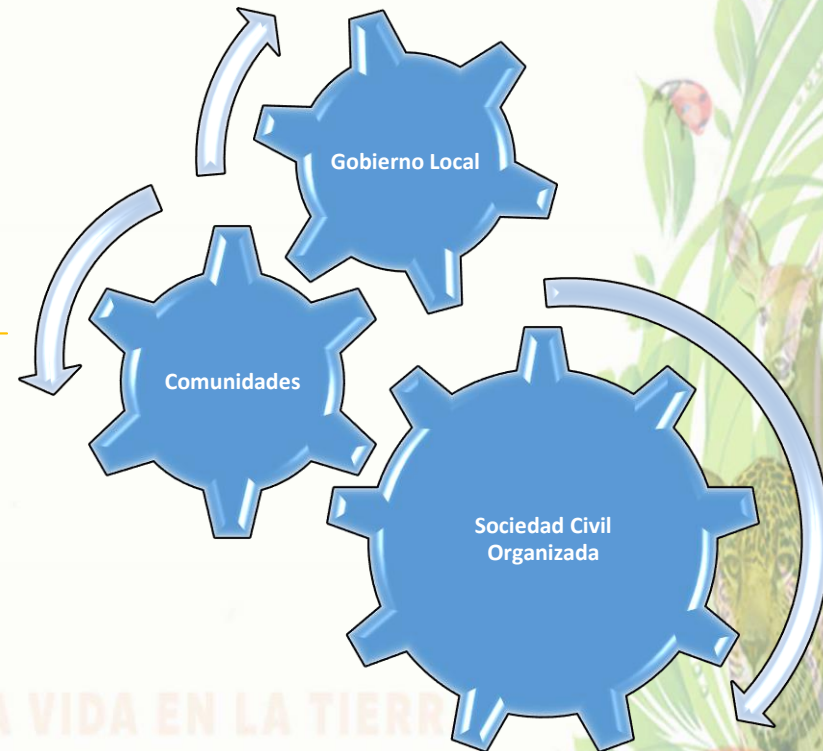 Gobierno Local
Comunidades
Sociedad Civil
Organizada
A VIDA EN LA TIERR